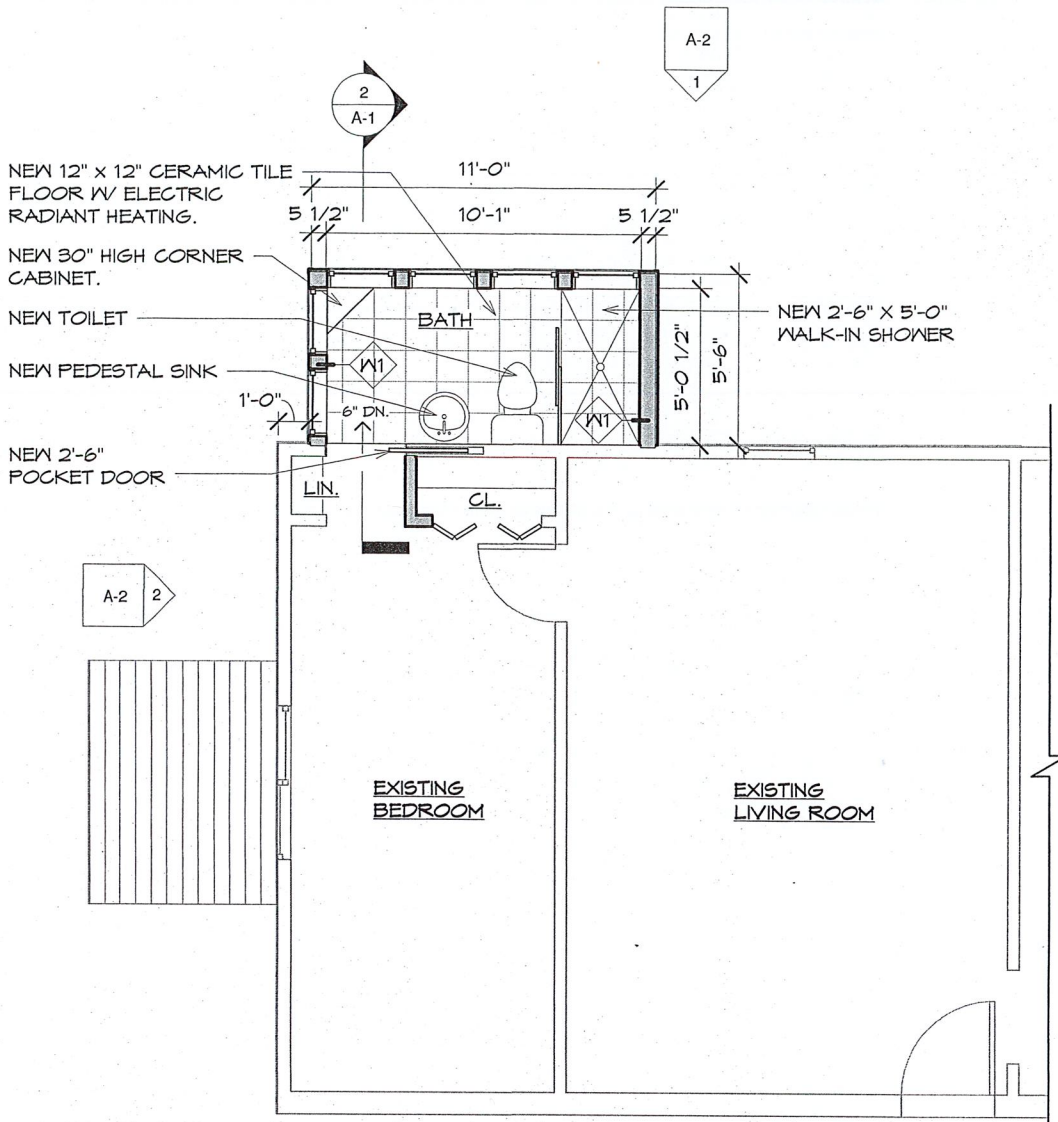 A-2
1
2
A-1
NEW 12" x 12" CERAMIC TILE
FLOOR W/ ELECTRIC
RADIANT HEATING.
11'-0"
5 1/2"
10'-1"
5 1/2"
NEW 30" HIGH CORNER
CABINET.
NEW TOILET
BATH
NEW 2'-6" X 5'-0"
WALK-IN SHOWER
5'-0 1/2"
5'-6"
NEW PEDESTAL SINK
W1
W1
1'-0"
6" DN.
NEW 2'-6"
POCKET DOOR
LIN.
CL.
A-2
2
EXISTING
BEDROOM
EXISTING
LIVING ROOM